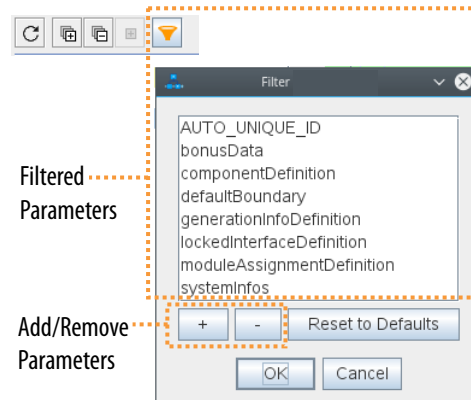 Filter
AUTO_UNIQUE_ID
bonusData
componentDefinition
defaultBoundary
generationInfoDefinition
lockedInterfaceDefinition
moduleAssignmentDefinition
systemInfos
Filtered
Parameters
+ - Reset to Defaults
Add/Remove
Parameters
OK Cancel